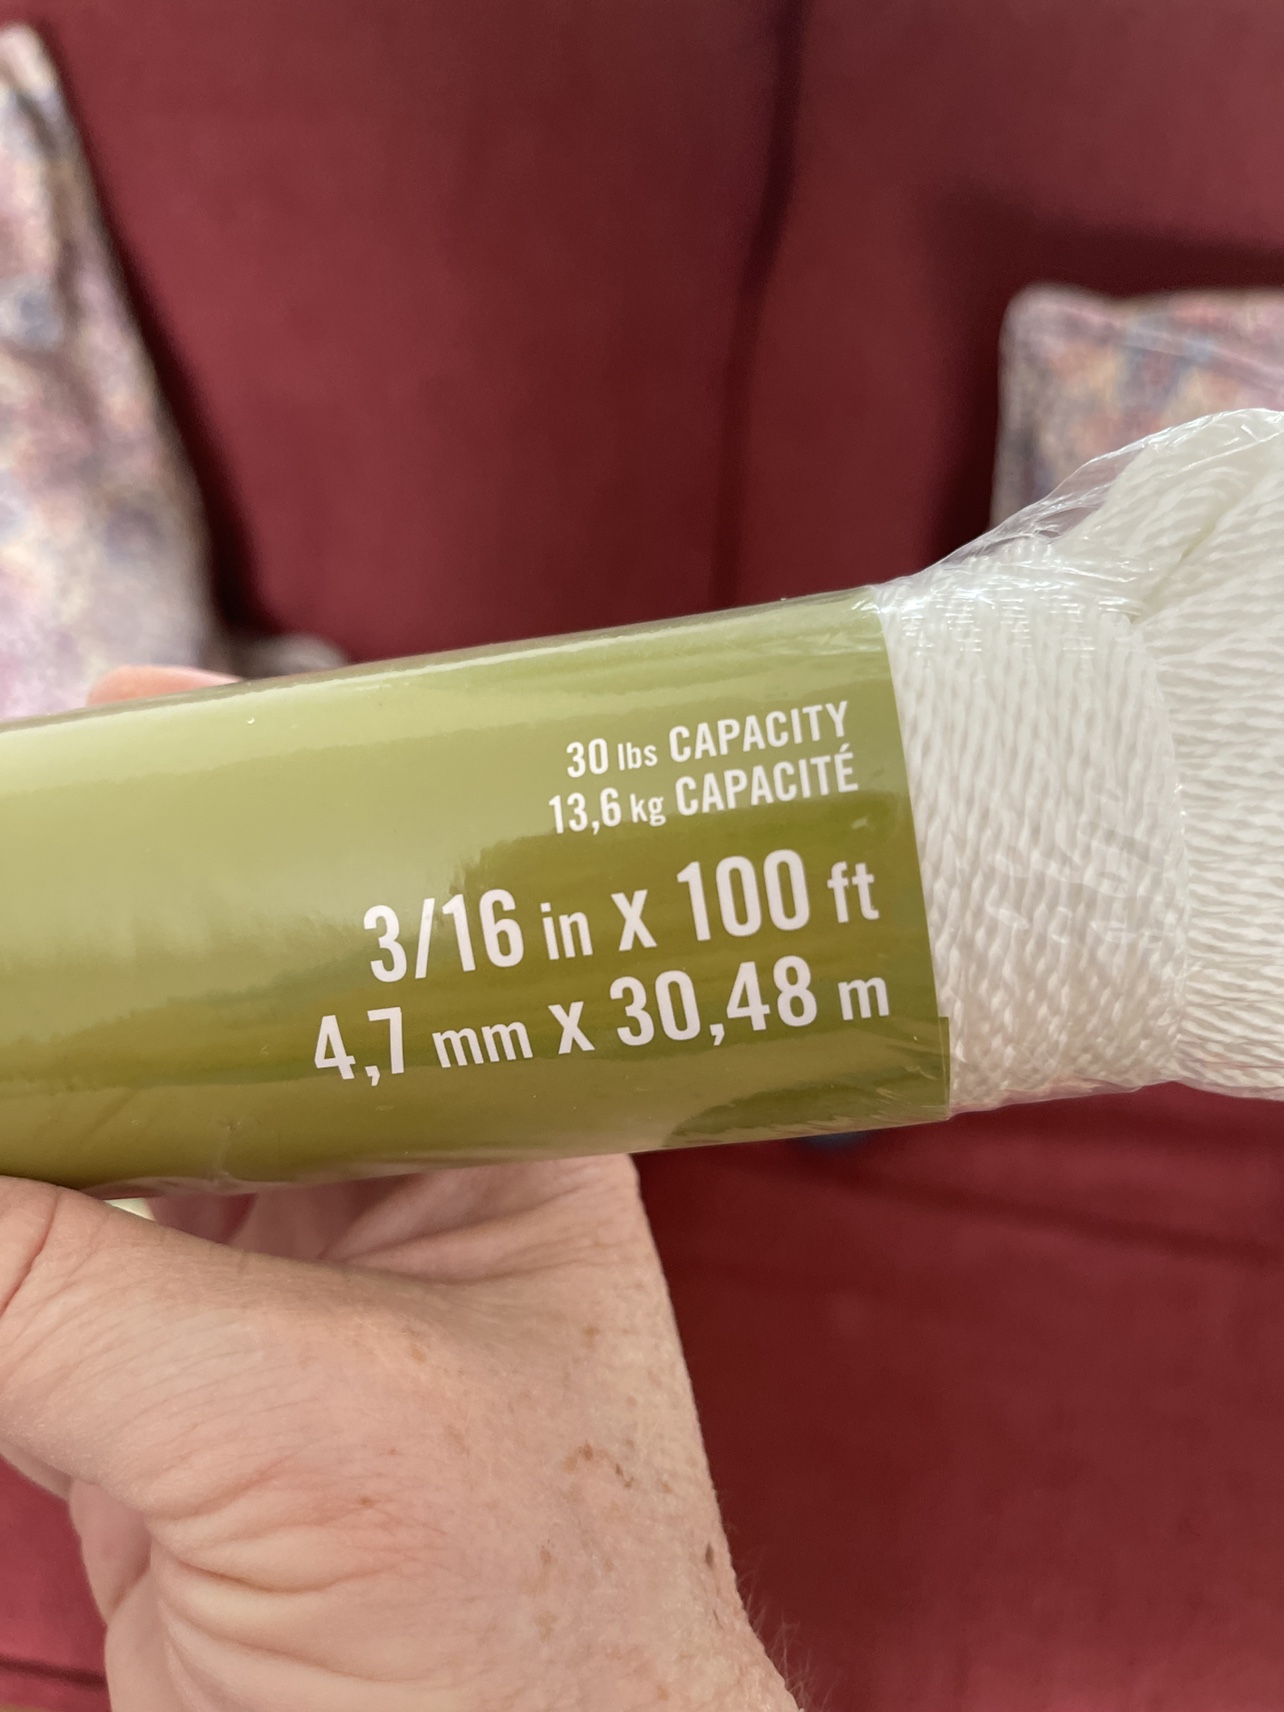 30 lbs CAPACITY
13,6 kg CAPACITÉ
3/16 in x 100 ft
4,7 mm x 30,48 m